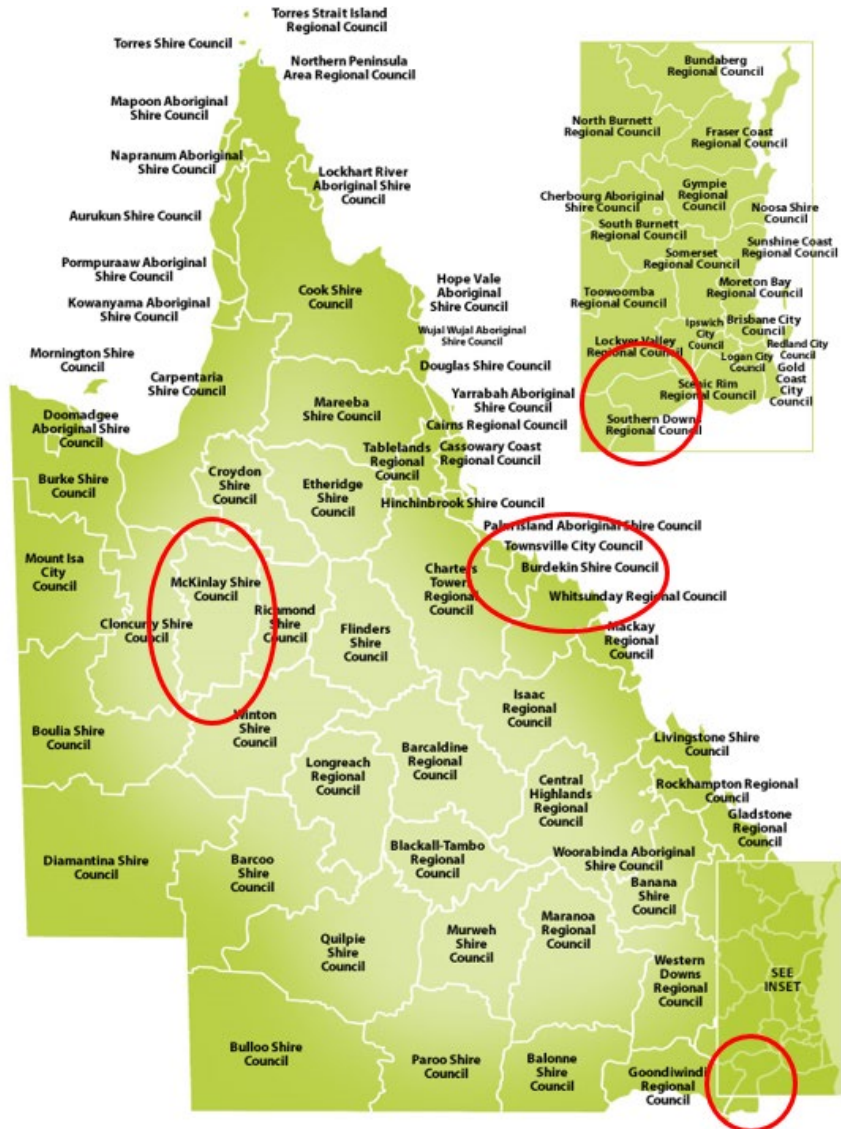 Torres Strait Island
Regional Council
Torres Shire Council
Northern Peninsula
Area Regional Council
Mapoon Aboriginal
Shire Council
Napranum Aboriginal
Shire Council
Lockhart River
Aboriginal Shire
Council
Aurukun Shire Council
Pormpuraaw Aboriginal
Shire Council
Kowanyama Aboriginal
Shire Council
Cook Shire
Council
Hope Vale
Aboriginal
Shire Council
Wujal Wujal Aboriginal
Shire Council
Mornington Shire
Council
Douglas Shire Council
Carpentaria
Shire Council
Mareeba
Shire Council
Yarrabah Aboriginal
Shire Council
Cairns Regional Council
Doomadgee
Aboriginal Shire
Council
Tablelands
Regional
Council
Cassowary Coast
Regional Council
Burke Shire
Council
Croydon
Shire
Council
Etheridge
Shire
Council
Hinchinbrook Shire Council
Palm Island Aboriginal Shire Council
Townsville City Council
Burdekin Shire Council
Whitsunday Regional Council
Mount Isa
City
Council
McKinlay Shire
Council
Charters
Towers
Regional
Council
Cloncurry Shire
Council
Richmond
Shire
Council
Flinders
Shire
Council
Mackay
Regional
Council
Boulia Shire
Council
Winton
Shire
Council
Isaac
Regional
Council
Longreach
Regional
Council
Barcaldine
Regional
Council
Livingstone Shire
Council
Central
Highlands
Regional
Council
Rockhampton Regional
Council
Gladstone
Regional
Council
Diamantina Shire
Council
Barcoo
Shire
Council
Blackall-Tambo
Regional
Council
Woorabinda Aboriginal
Shire Council
Banana
Shire
Council
Quilpie
Shire
Council
Murweh
Shire
Council
Maranoa
Regional
Council
Western
Downs
Regional
Council
SEE
INSET
Bulloo Shire
Council
Paroo Shire
Council
Balonne
Shire
Council
Goondiwindi
Regional
Council
Bundaberg
Regional Council
North Burnett
Regional Council
Fraser Coast
Regional Council
Cherbourg Aboriginal
Shire Council
Gympie
Regional
Council
Noosa Shire
Council
South Burnett
Regional Council
Somerset
Regional Council
Sunshine Coast
Regional Council
Toowoomba
Regional Council
Moreton Bay
Regional Council
Lockyer Valley
Regional Council
Ipswich
City
Council
Brisbane City
Council
Logan City
Council
Redland City
Council
Scenic Rim
Regional Council
Gold
Coast
City
Council
Southern Downs
Regional Council